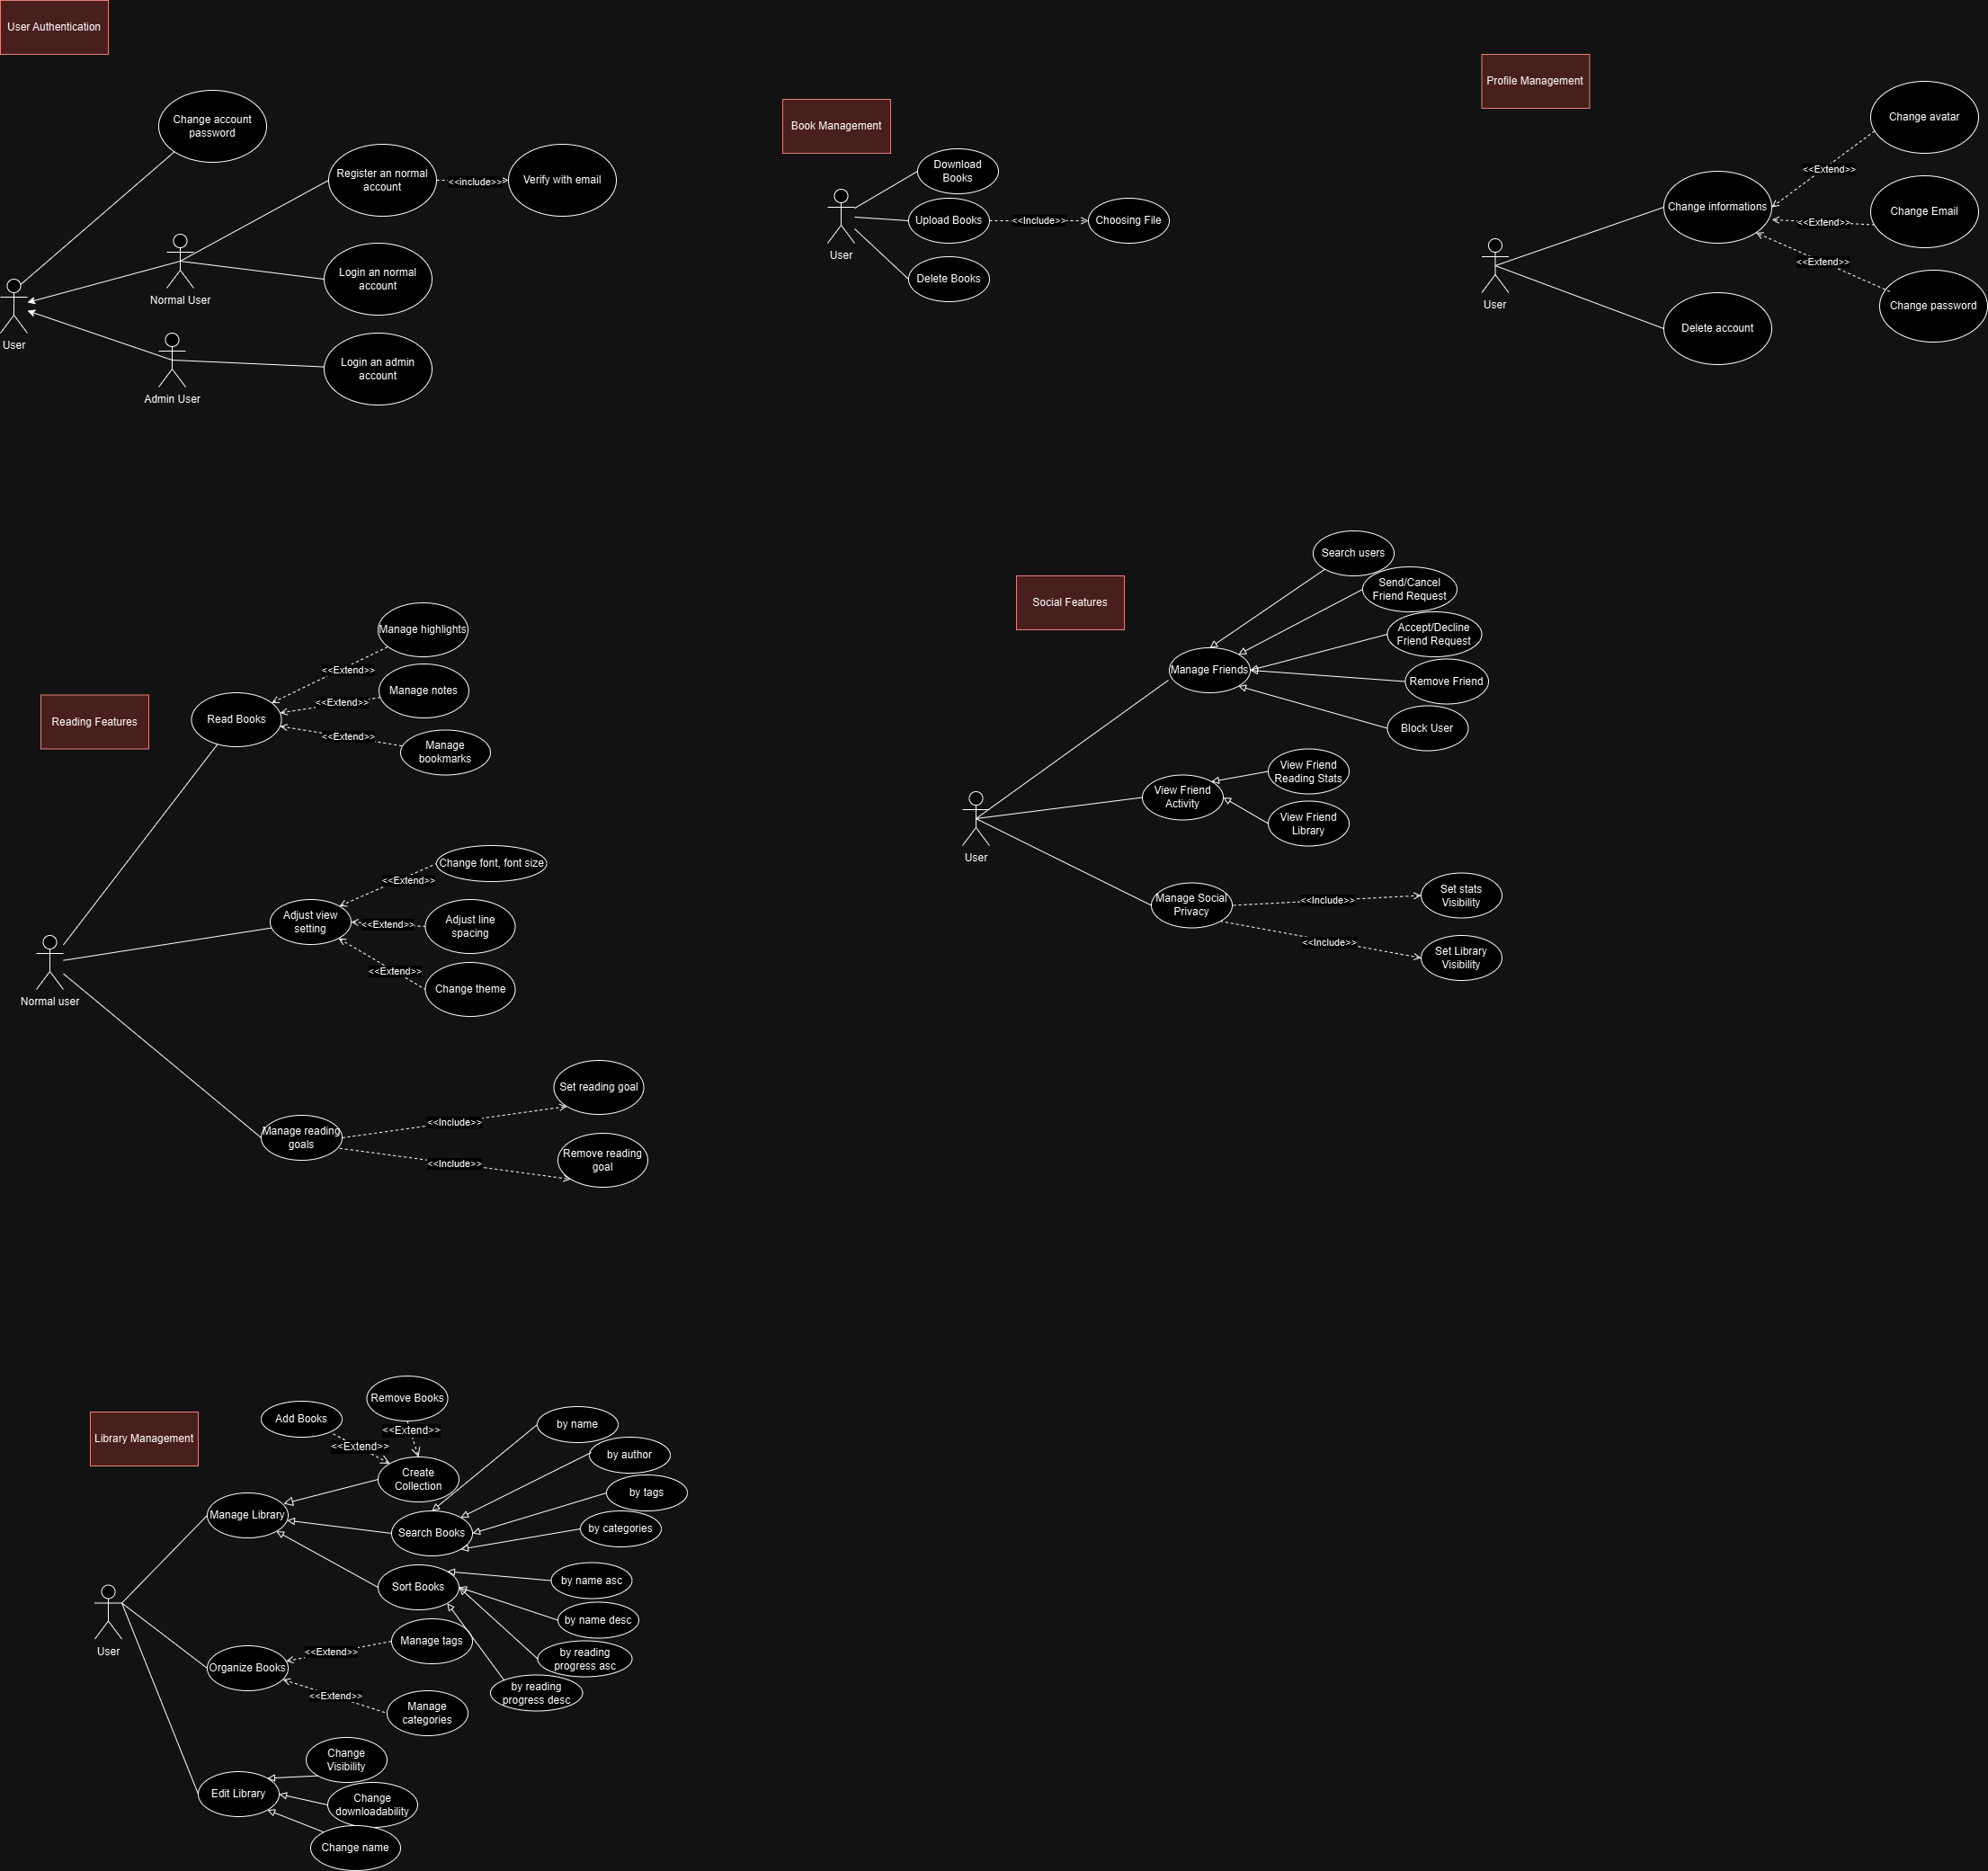 User Authentication
Change account
password
Register an normal
account
<<include>>
Verify with email
Normal User
Login an normal
account
User
Admin User
Login an admin
account
Book Management
Download
Books
User
Upload Books
<<Include>>
Choosing File
Delete Books
Profile Management
Change avatar
<<Extend>>
Change informations
Change Email
<<Extend>>
<<Extend>>
Change password
User
Delete account
Reading Features
Manage highlights
<<Extend>>
Manage notes
<<Extend>>
Read Books
<<Extend>>
Manage
bookmarks
Change font, font size
<<Extend>>
Adjust view
setting
<<Extend>>
Adjust line
spacing
<<Extend>>
Change theme
Normal user
Set reading goal
<<Include>>
Manage reading
goals
<<Include>>
Remove reading
goal
Social Features
Search users
Send/Cancel
Friend Request
Accept/Decline
Friend Request
Manage Friends
Remove Friend
Block User
View Friend
Reading Stats
View Friend
Activity
View Friend
Library
User
Manage Social
Privacy
<<Include>>
Set stats
Visibility
<<Include>>
Set Library
Visibility
Library Management
Remove Books
Add Books
<<Extend>>
<<Extend>>
Create
Collection
by name
by author
by tags
by categories
Manage Library
Search Books
Sort Books
by name asc
by name desc
by reading
progress asc
by reading
progress desc
User
Manage tags
<<Extend>>
Organize Books
<<Extend>>
Manage
categories
Change
Visibility
Edit Library
Change
downloadability
Change name